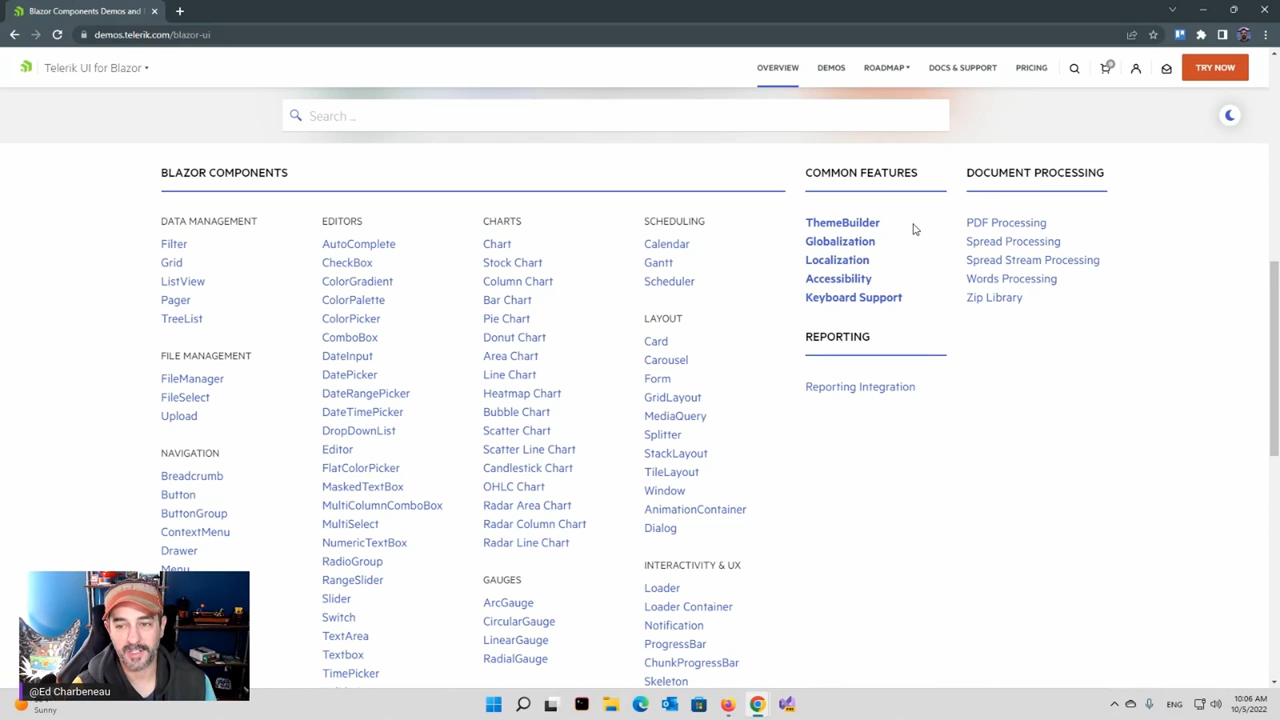 Blazor Components Demos and
demos.telerik.com/blazor-ui
Telerik UI for Blazor
OVERVIEW
DEMOS
ROADMAP
DOCS & SUPPORT
PRICING
0
TRY NOW
Search ...
BLAZOR COMPONENTS
DATA MANAGEMENT
Filter
Grid
ListView
Pager
TreeList
FILE MANAGEMENT
FileManager
FileSelect
Upload
NAVIGATION
Breadcrumb
Button
ButtonGroup
ContextMenu
Drawer
Menu
EDITORS
AutoComplete
CheckBox
ColorGradient
ColorPalette
ColorPicker
ComboBox
DateInput
DatePicker
DateRangePicker
DateTimePicker
DropDownList
Editor
FlatColorPicker
MaskedTextBox
MultiColumnComboBox
MultiSelect
NumericTextBox
RadioGroup
RangeSlider
Slider
Switch
TextArea
Textbox
TimePicker
CHARTS
Chart
Stock Chart
Column Chart
Bar Chart
Pie Chart
Donut Chart
Area Chart
Line Chart
Heatmap Chart
Bubble Chart
Scatter Chart
Scatter Line Chart
Candlestick Chart
OHLC Chart
Radar Area Chart
Radar Column Chart
Radar Line Chart
GAUGES
ArcGauge
CircularGauge
LinearGauge
RadialGauge
SCHEDULING
Calendar
Gantt
Scheduler
LAYOUT
Card
Carousel
Form
GridLayout
MediaQuery
Splitter
StackLayout
TileLayout
Window
AnimationContainer
Dialog
INTERACTIVITY & UX
Loader
Loader Container
Notification
ProgressBar
ChunkProgressBar
Skeleton
COMMON FEATURES
ThemeBuilder
Globalization
Localization
Accessibility
Keyboard Support
REPORTING
Reporting Integration
DOCUMENT PROCESSING
PDF Processing
Spread Processing
Spread Stream Processing
Words Processing
Zip Library
@Ed Charbeneau
Sunny
ENG
10:06 AM
10/5/2022